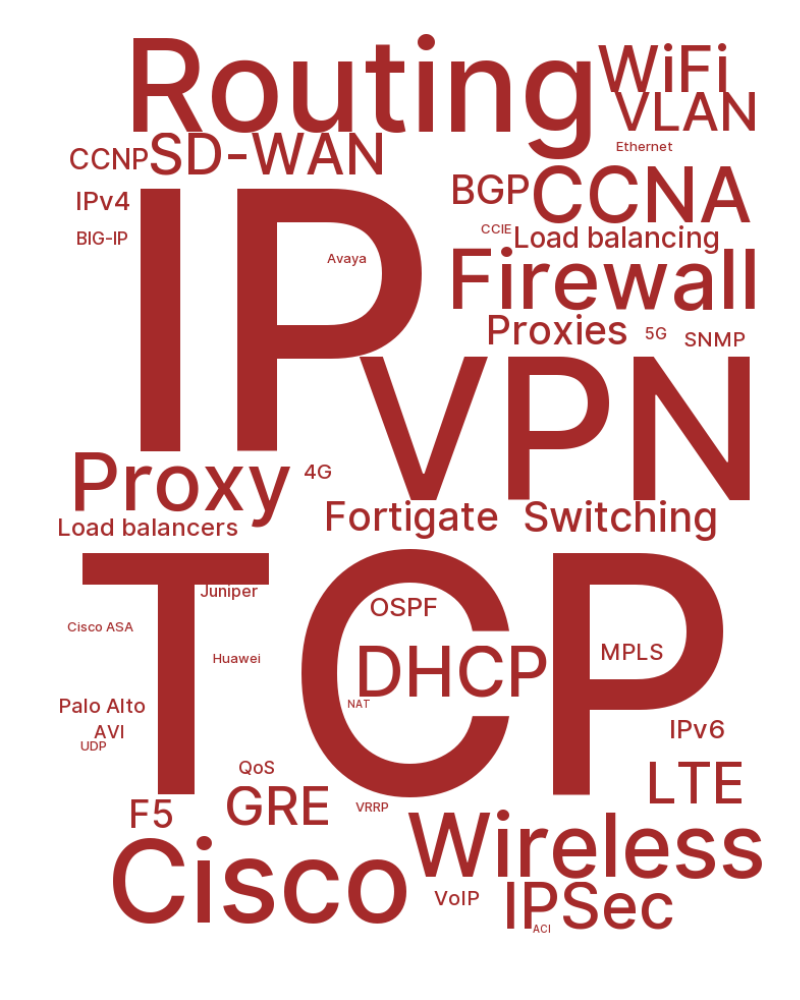 Routing
WiFi
VLAN
Ethernet
CCNP
SD-WAN
IPv4
BGP
CCNA
BIG-IP
CCIE
Load balancing
Avaya
IP
Firewall
Proxies
5G
SNMP
VPN
Proxy
4G
Load balancers
Fortigate
Switching
TCP
Juniper
OSPF
Cisco ASA
Huawei
DHCP
MPLS
NAT
Palo Alto
AVI
UDP
IPv6
QoS
LTE
F5
GRE
VRRP
Wireless
Cisco
VoIP
IPSec
ACI